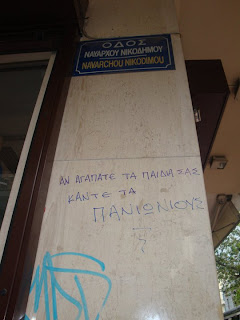 ΟΔΟΣ
ΝΑΥΑΡΧΟΥ ΝΙΚΟΔΗΜΟΥ
NAVARCHOU NIKODIMOU
ΑΝ ΑΓΑΠΑΤΕ ΤΑ ΠΑΙΔΙΑ ΣΑΣ
ΚΑΝΤΕ ΤΑ
ΠΑΝΙΩΝΙΟΥΣ